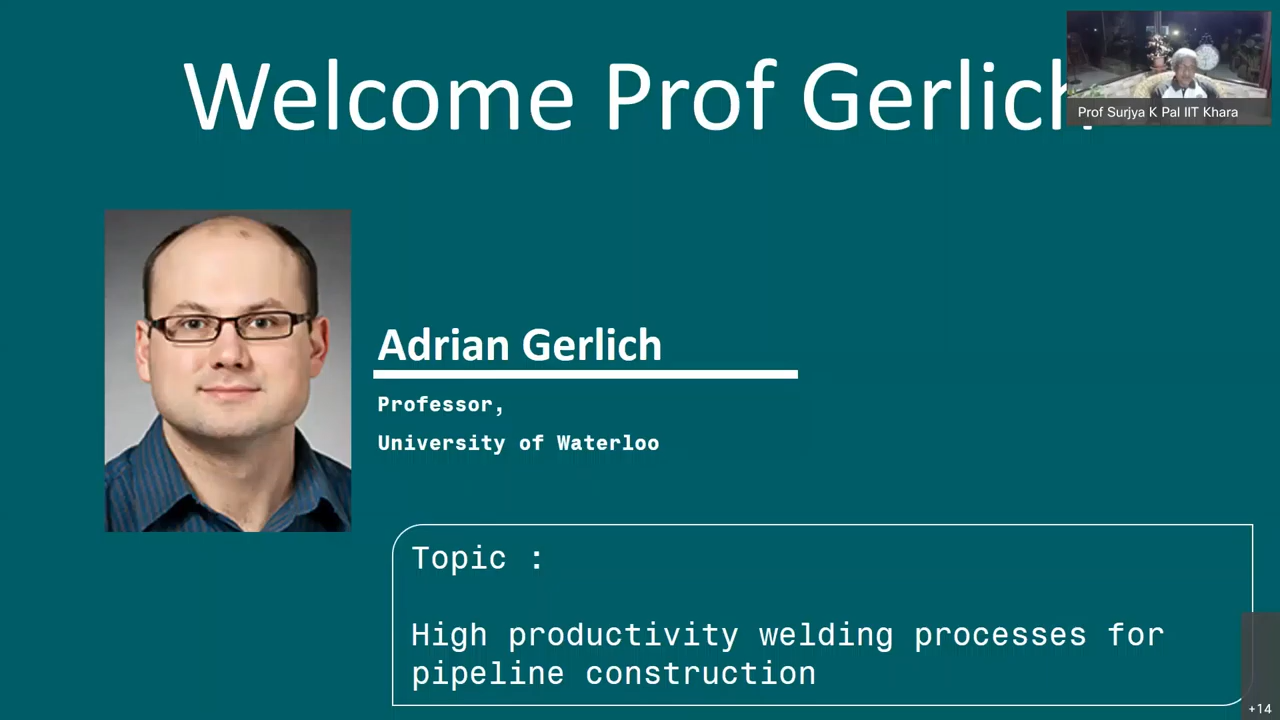 Welcome Prof Gerlich
Prof Surjya K Pal IIT Khara
Adrian Gerlich
Professor,
University of Waterloo
Topic :
High productivity welding processes for
pipeline construction
+14